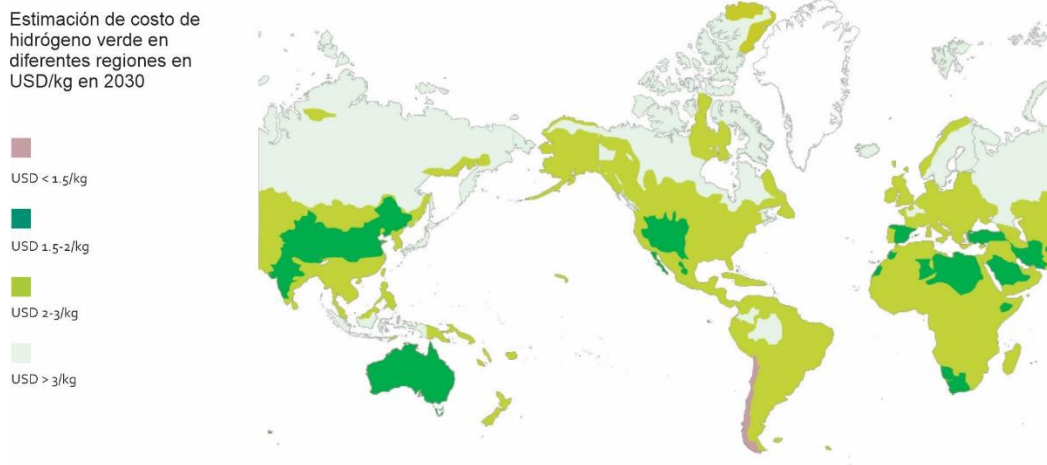 Estimación de costo de
hidrógeno verde en
diferentes regiones en
USD/kg en 2030
USD < 1.5/kg
USD 1.5-2/kg
USD 2-3/kg
USD > 3/kg